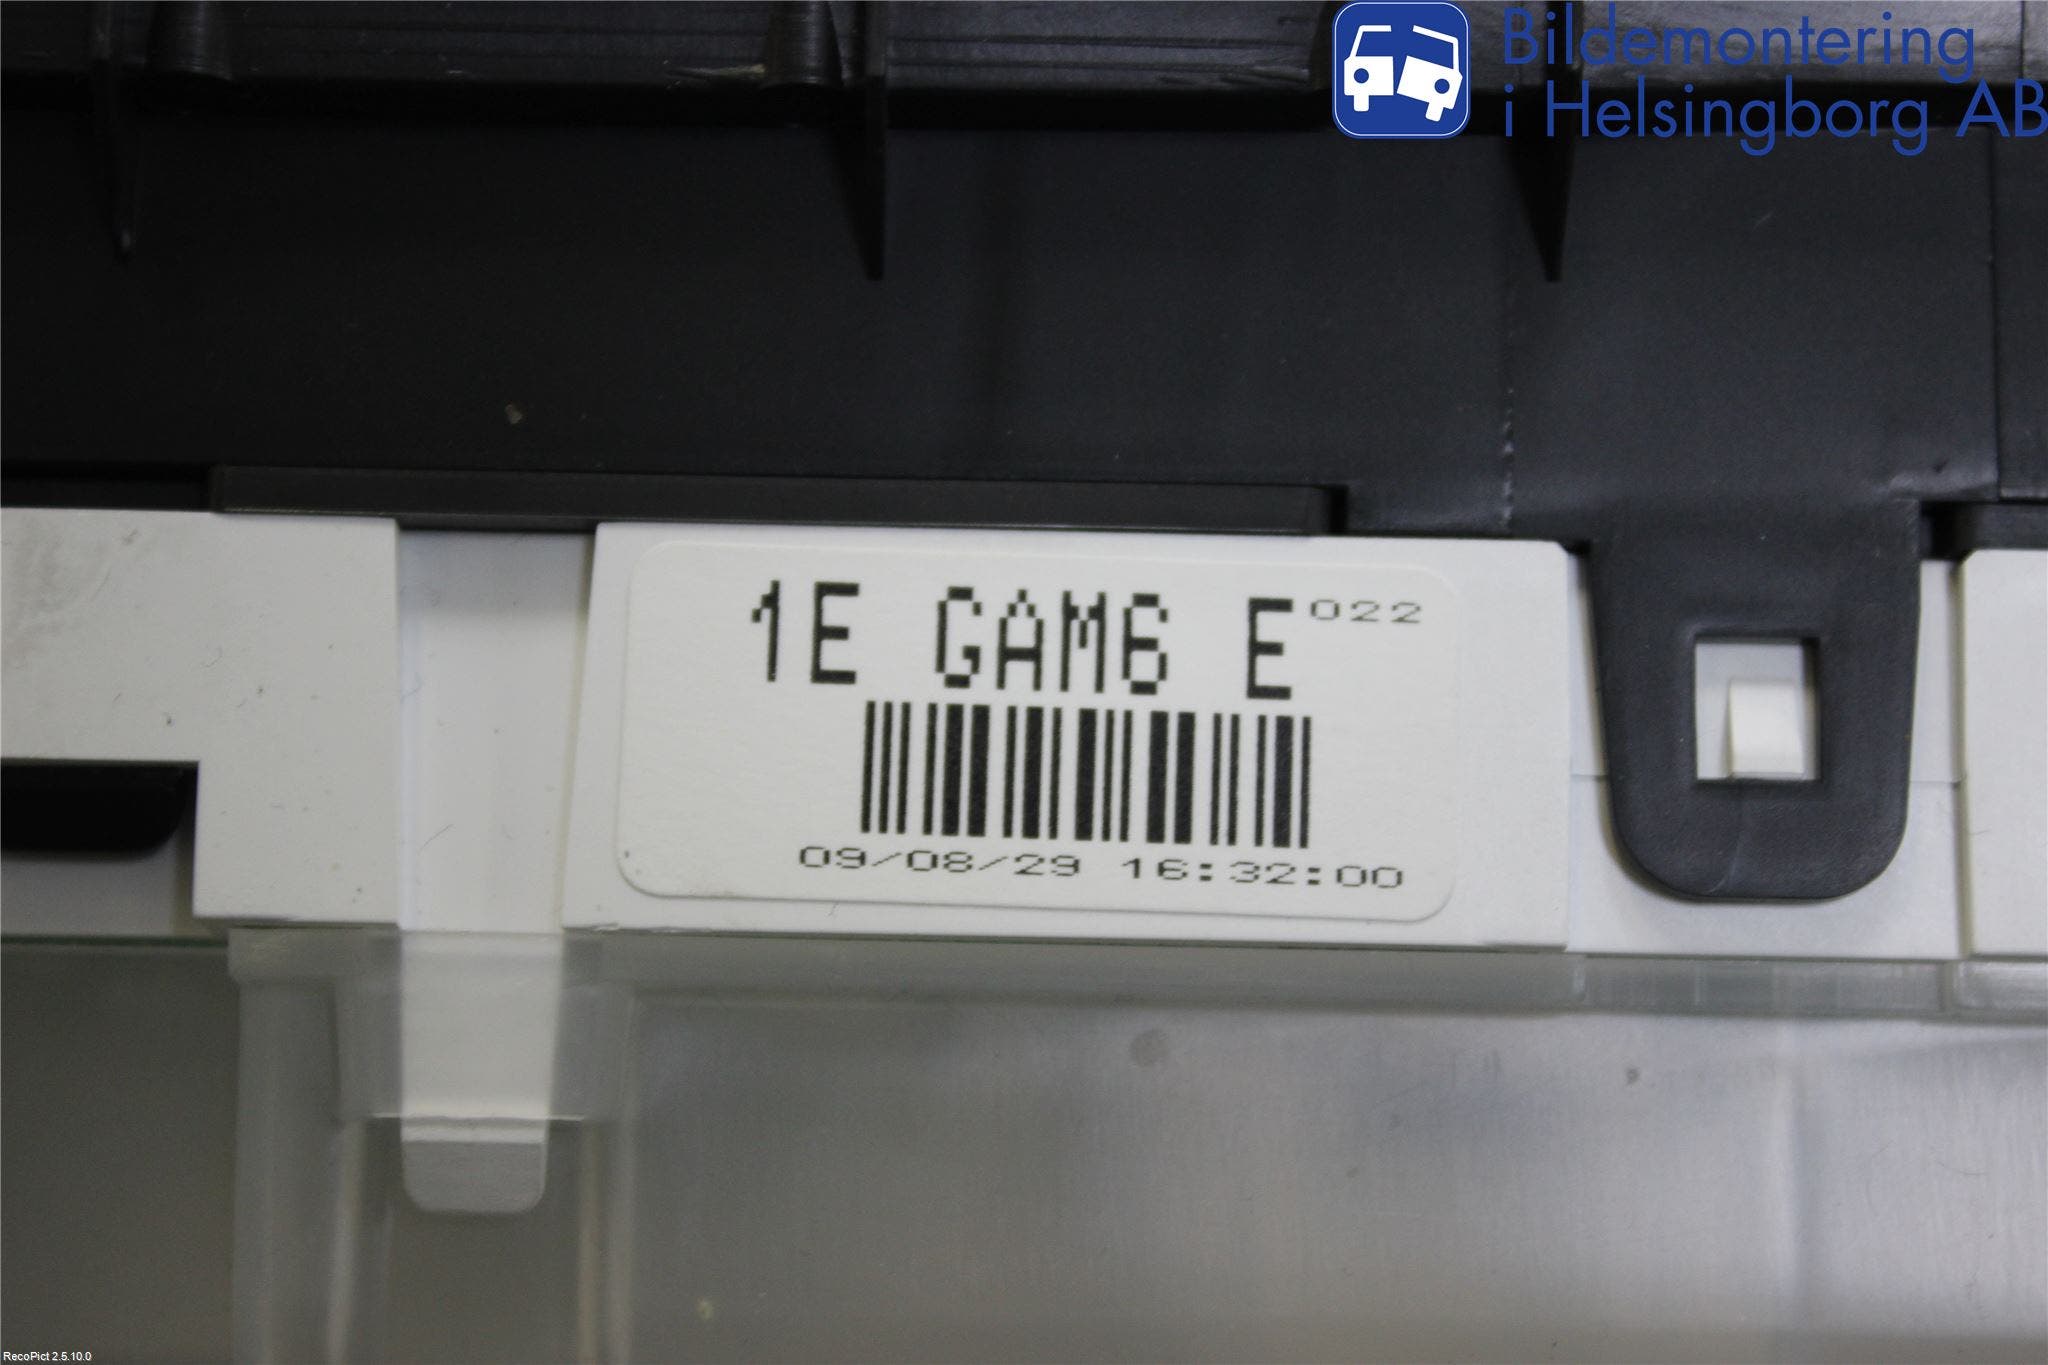 Bildemontering
i Helsingborg AB
1E GAM6 E 022
09/08/29 16:32:00
RecoPict 2.5.10.0